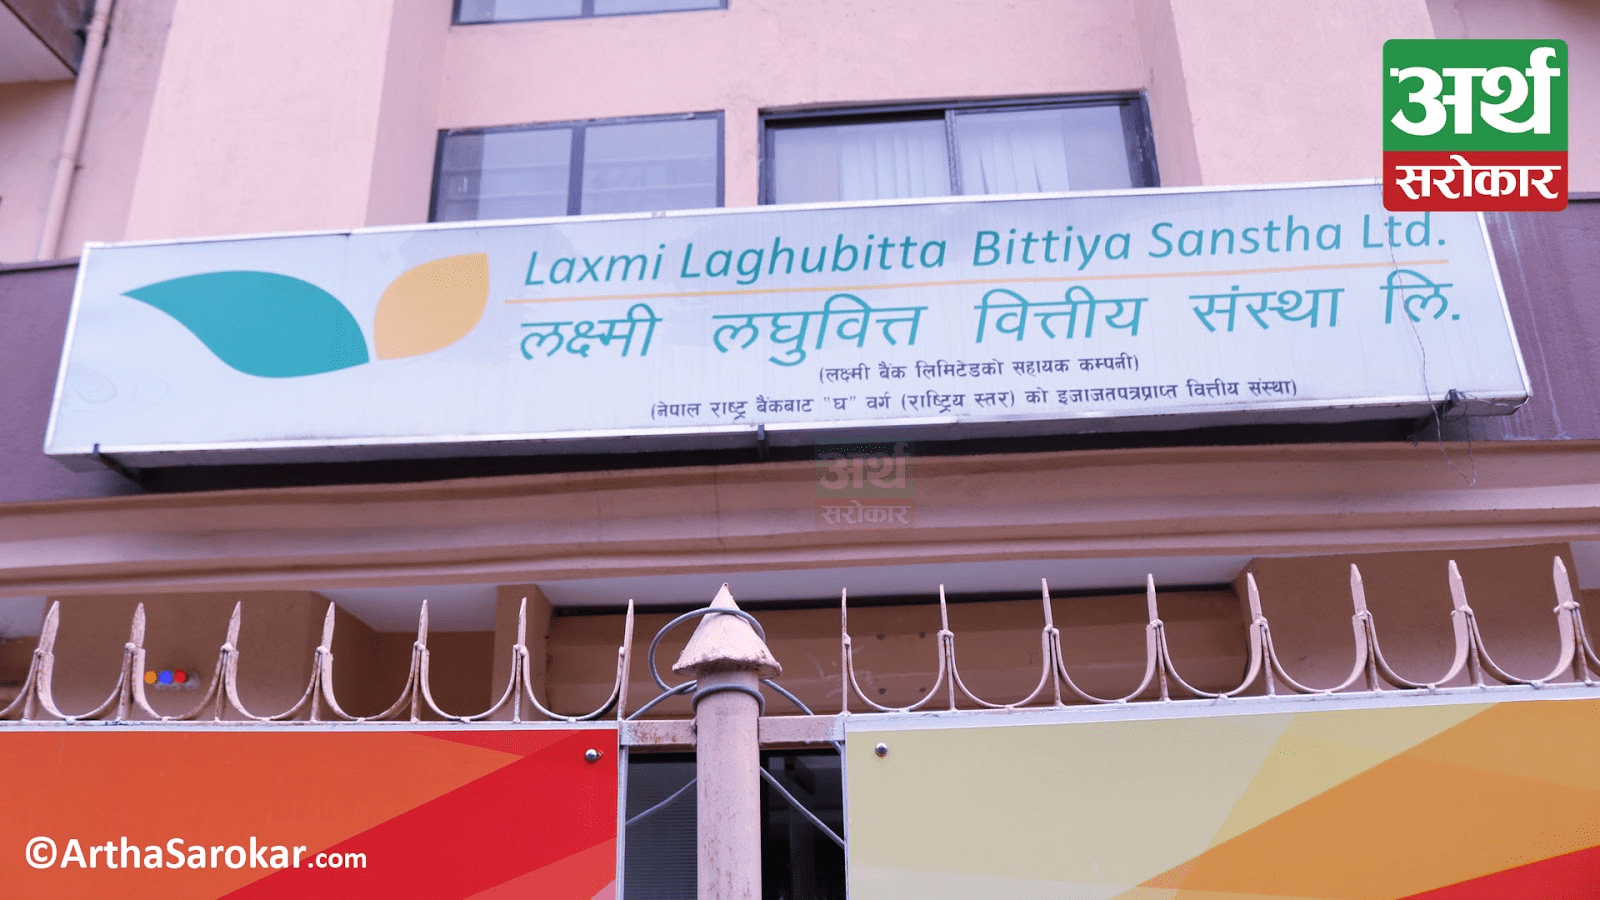 अर्थ
सरोकार
Laxmi Laghubitta Bittiya Sanstha Ltd.
लक्ष्मी लघुवित्त वित्तीय संस्था लि.
(लक्ष्मी बैंक लिमिटेडको सहायक कम्पनी)
(नेपाल राष्ट्र बैंकबाट "घ" वर्ग (राष्ट्रिय स्तर) को इजाजतपत्रप्राप्त वित्तीय संस्था)
अर्थ
सरोकार
©ArthaSarokar.com